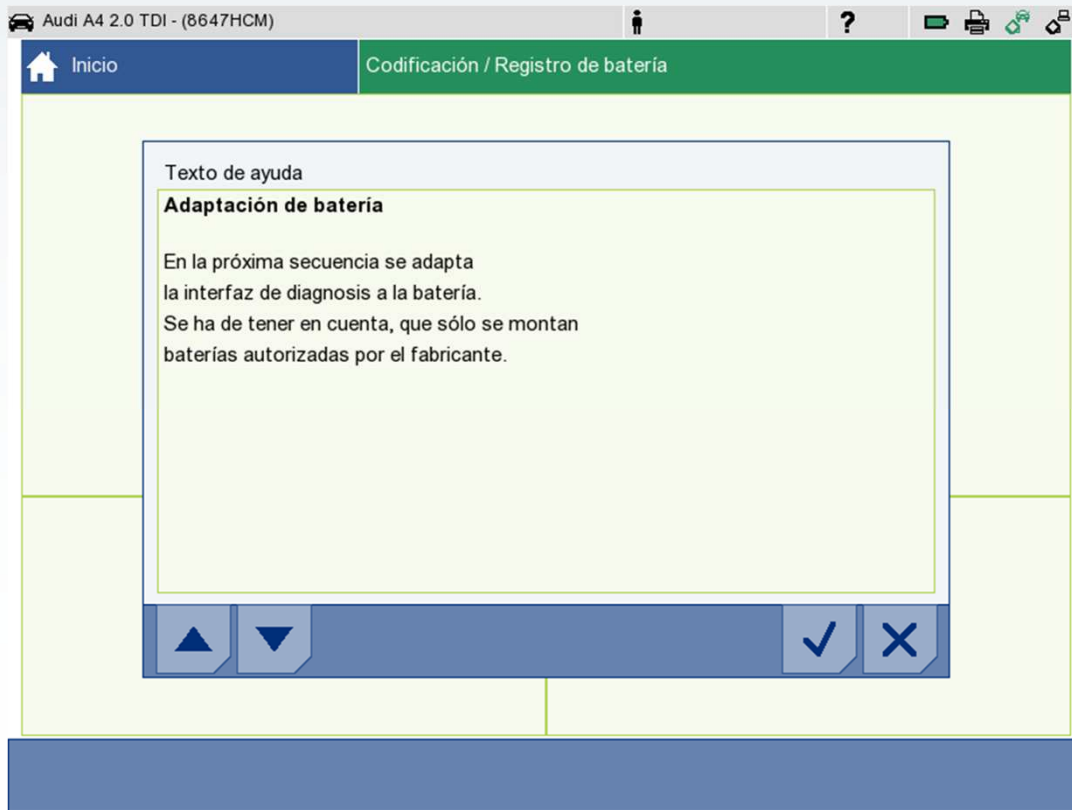 Audi A4 2.0 TDI - (8647HCM)
?
Inicio
Codificación / Registro de batería
Texto de ayuda
Adaptación de batería
En la próxima secuencia se adapta
la interfaz de diagnosis a la batería.
Se ha de tener en cuenta, que sólo se montan
baterías autorizadas por el fabricante.